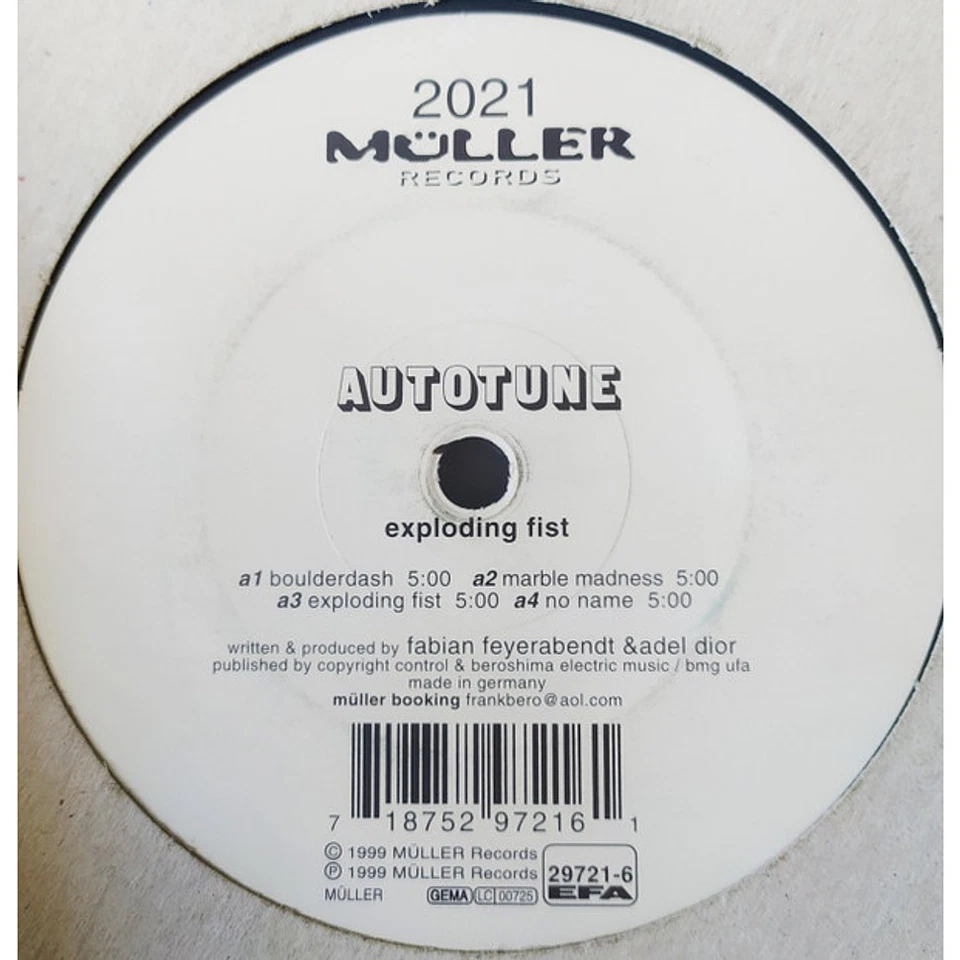 2021
MÜLLER
RECORDS
AUTOTUNE
exploding fist
a1 boulderdash 5:00 a2 marble madness 5:00
a3 exploding fist 5:00 a4 no name 5:00
written & produced by fabian feyerabendt &adel dior
published by copyright control & beroshima electric music / bmg ufa
made in germany
müller booking frankbero@aol.com
7 18752 97216 1
© 1999 MÜLLER Records
℗ 1999 MÜLLER Records
29721-6
MÜLLER GEMA LC 00725 EFA